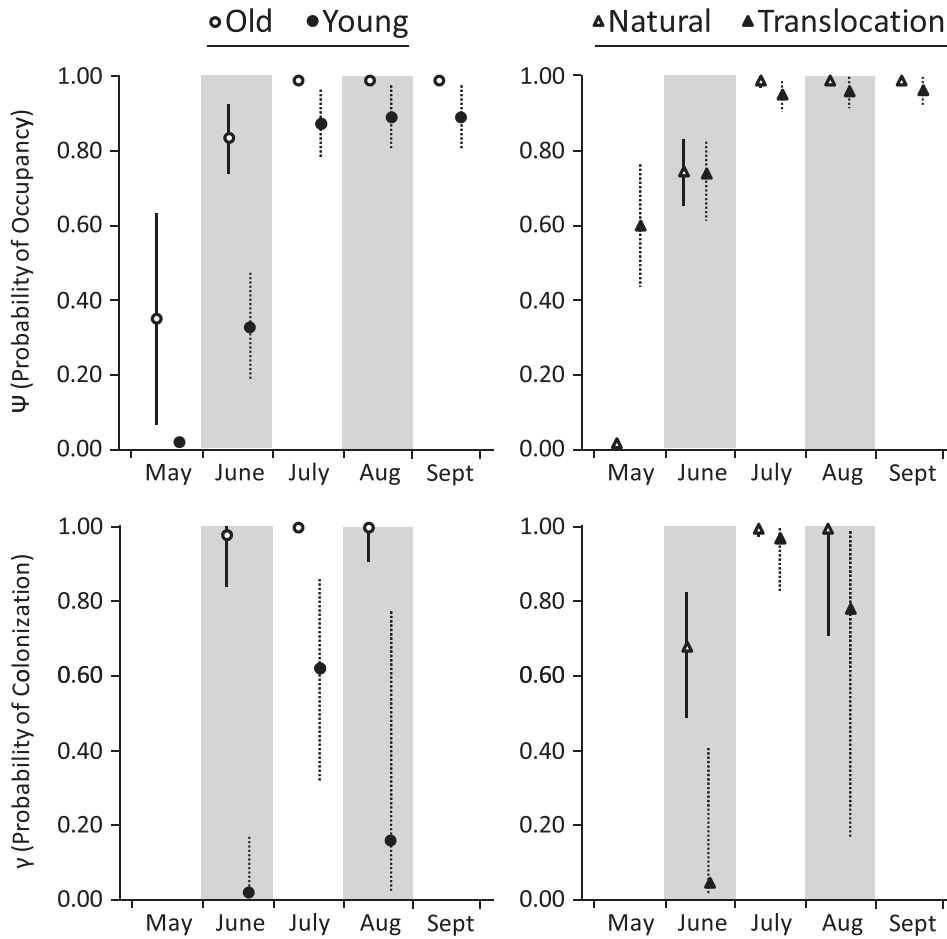 Old Young Natural Translocation
Ψ (Probability of Occupancy)
1.00 1.00
0.80 0.80
0.60 0.60
0.40 0.40
0.20 0.20
0.00 0.00
May June July Aug Sept May June July Aug Sept
γ (Probability of Colonization)
1.00 1.00
0.80 0.80
0.60 0.60
0.40 0.40
0.20 0.20
0.00 0.00
May June July Aug Sept May June July Aug Sept